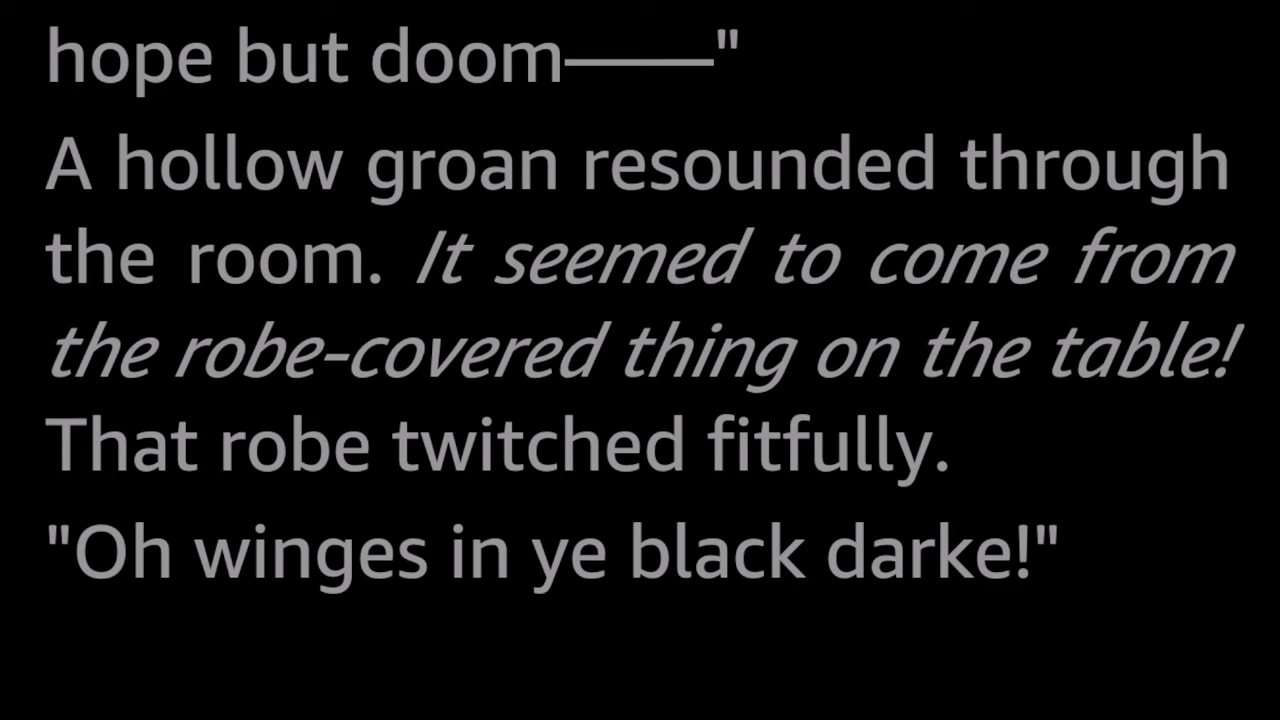 hope but doom——"
A hollow groan resounded through
the room. It seemed to come from
the robe-covered thing on the table!
That robe twitched fitfully.
"Oh winges in ye black darke!"